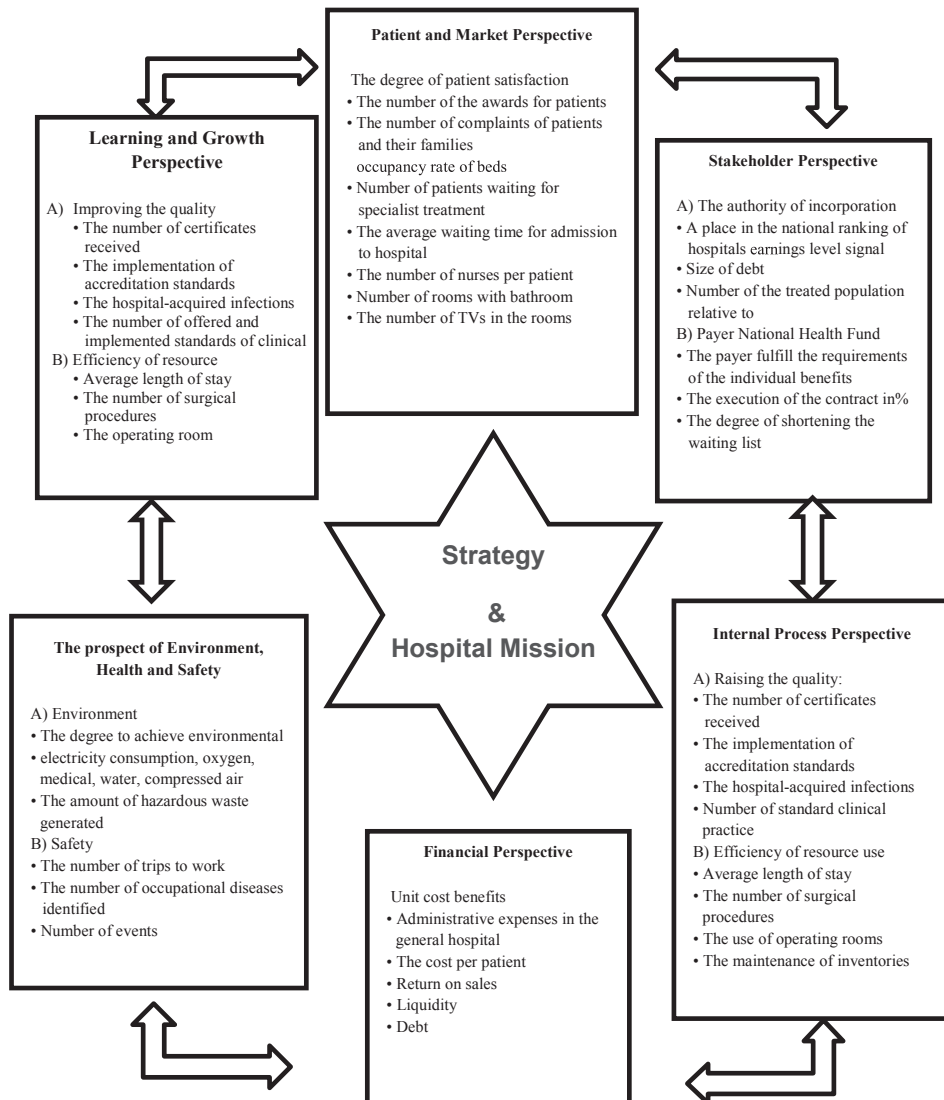 Patient and Market Perspective
The degree of patient satisfaction
• The number of the awards for patients
• The number of complaints of patients
and their families
occupancy rate of beds
• Number of patients waiting for
specialist treatment
• The average waiting time for admission
to hospital
• The number of nurses per patient
• Number of rooms with bathroom
• The number of TVs in the rooms
Learning and Growth
Perspective
A) Improving the quality
• The number of certificates
received
• The implementation of
accreditation standards
• The hospital-acquired infections
• The number of offered and
implemented standards of clinical
B) Efficiency of resource
• Average length of stay
• The number of surgical
procedures
• The operating room
Stakeholder Perspective
A) The authority of incorporation
• A place in the national ranking of
hospitals earnings level signal
• Size of debt
• Number of the treated population
relative to
B) Payer National Health Fund
• The payer fulfill the requirements
of the individual benefits
• The execution of the contract in%
• The degree of shortening the
waiting list
Strategy
&
Hospital Mission
The prospect of Environment,
Health and Safety
A) Environment
• The degree to achieve environmental
• electricity consumption, oxygen,
medical, water, compressed air
• The amount of hazardous waste
generated
B) Safety
• The number of trips to work
• The number of occupational diseases
identified
• Number of events
Internal Process Perspective
A) Raising the quality:
• The number of certificates
received
• The implementation of
accreditation standards
• The hospital-acquired infections
• Number of standard clinical
practice
B) Efficiency of resource use
• Average length of stay
• The number of surgical
procedures
• The use of operating rooms
• The maintenance of inventories
Financial Perspective
Unit cost benefits
• Administrative expenses in the
general hospital
• The cost per patient
• Return on sales
• Liquidity
• Debt